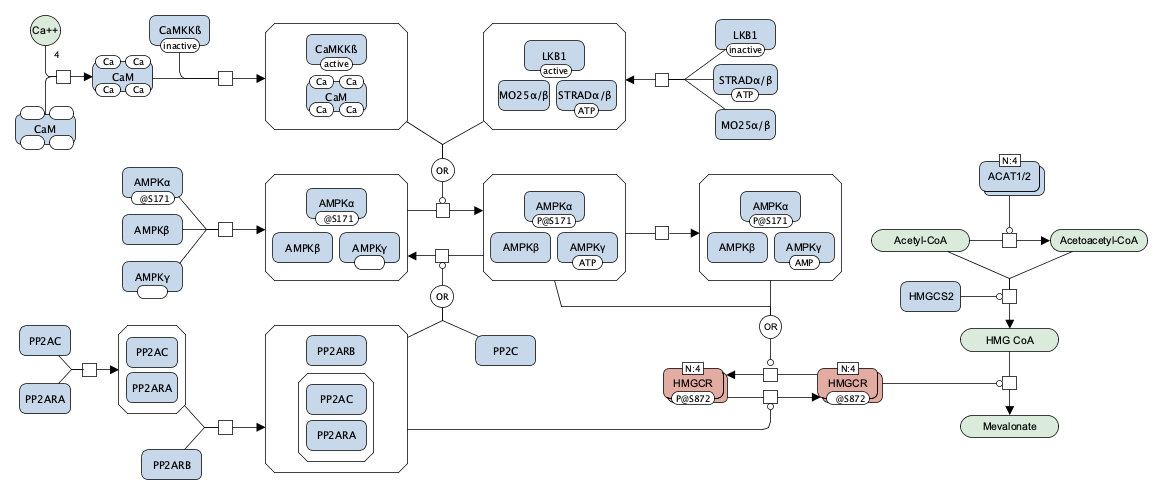 Ca++
4
CaM
Ca Ca
CaM
Ca Ca
CaMKKß
inactive
CaMKKß
active
Ca Ca
CaM
Ca Ca
LKB1
active
MO25α/β
STRADα/β
ATP
LKB1
inactive
STRADα/β
ATP
MO25α/β
OR
AMPKα
@S171
AMPKβ
AMPKγ
AMPKα
@S171
AMPKβ
AMPKγ
AMPKα
P@S171
AMPKβ
AMPKγ
ATP
AMPKα
P@S171
AMPKβ
AMPKγ
AMP
OR
OR
N:4
ACAT1/2
Acetyl-CoA
Acetoacetyl-CoA
HMGCS2
HMG CoA
Mevalonate
PP2AC
PP2ARA
PP2AC
PP2ARA
PP2ARB
PP2ARB
PP2AC
PP2ARA
PP2C
N:4
HMGCR
P@S872
N:4
HMGCR
@S872